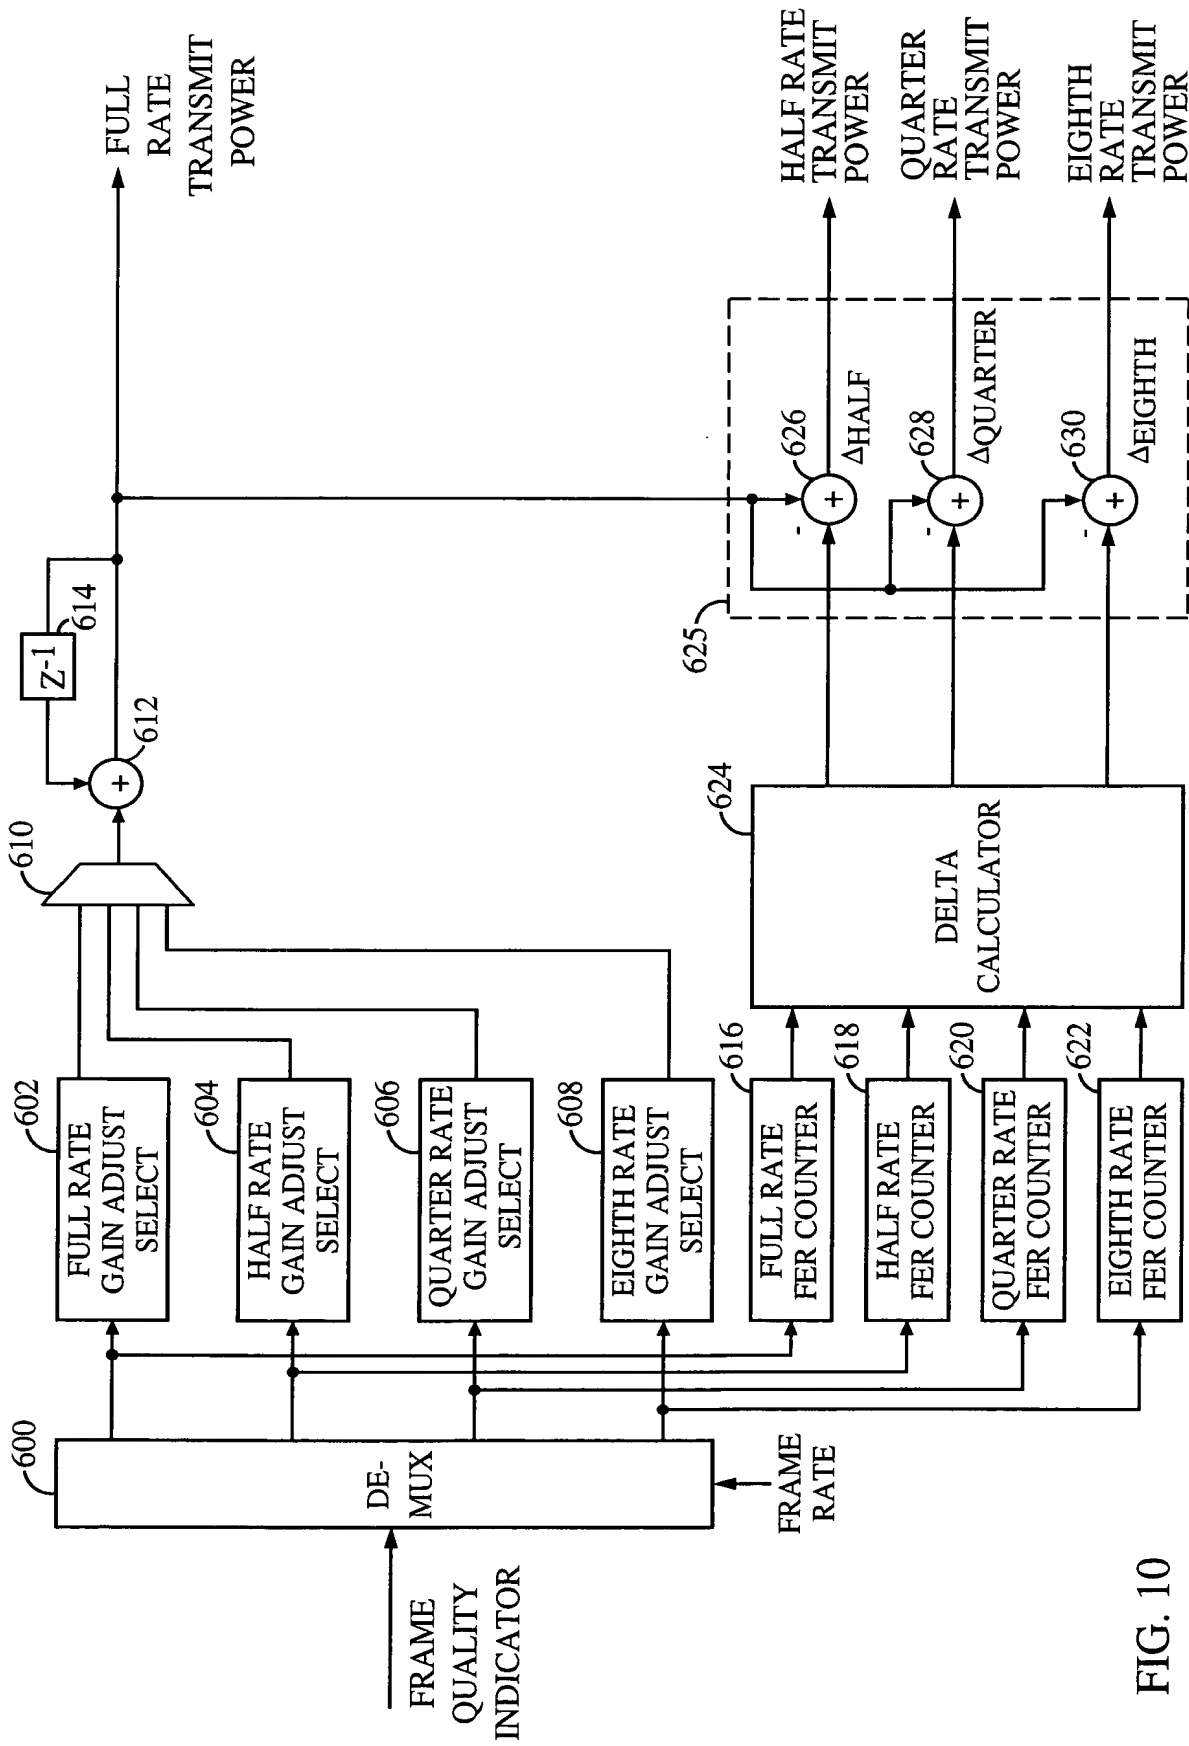 FRAME
QUALITY
INDICATOR
600
DE-
MUX
FRAME
RATE
602
FULL RATE
GAIN ADJUST
SELECT
604
HALF RATE
GAIN ADJUST
SELECT
606
QUARTER RATE
GAIN ADJUST
SELECT
608
EIGHTH RATE
GAIN ADJUST
SELECT
616
FULL RATE
FER COUNTER
618
HALF RATE
FER COUNTER
620
QUARTER RATE
FER COUNTER
622
EIGHTH RATE
FER COUNTER
610
+
612
Z-1
614
FULL
RATE
TRANSMIT
POWER
624
DELTA
CALCULATOR
625
-
+
626
ΔHALF
HALF RATE
TRANSMIT
POWER
-
+
628
ΔQUARTER
QUARTER
RATE
TRANSMIT
POWER
-
+
630
ΔEIGHTH
EIGHTH
RATE
TRANSMIT
POWER
FIG. 10